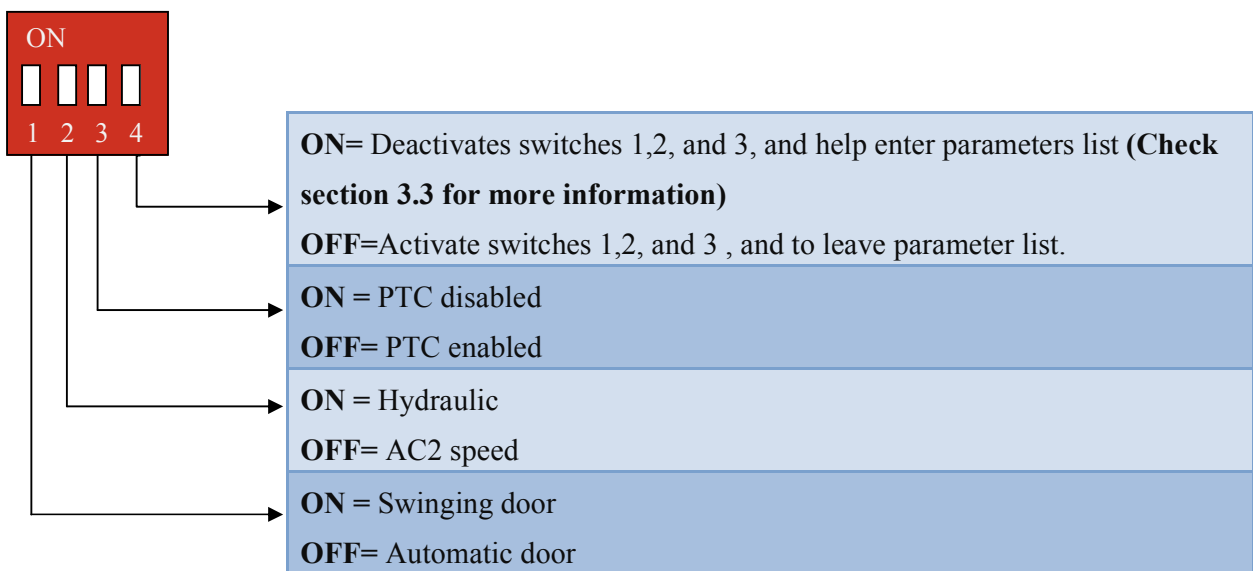 ON
1 2 3 4
ON= Deactivates switches 1,2, and 3, and help enter parameters list (Check
section 3.3 for more information)
OFF=Activate switches 1,2, and 3 , and to leave parameter list.
ON = PTC disabled
OFF= PTC enabled
ON = Hydraulic
OFF= AC2 speed
ON = Swinging door
OFF= Automatic door